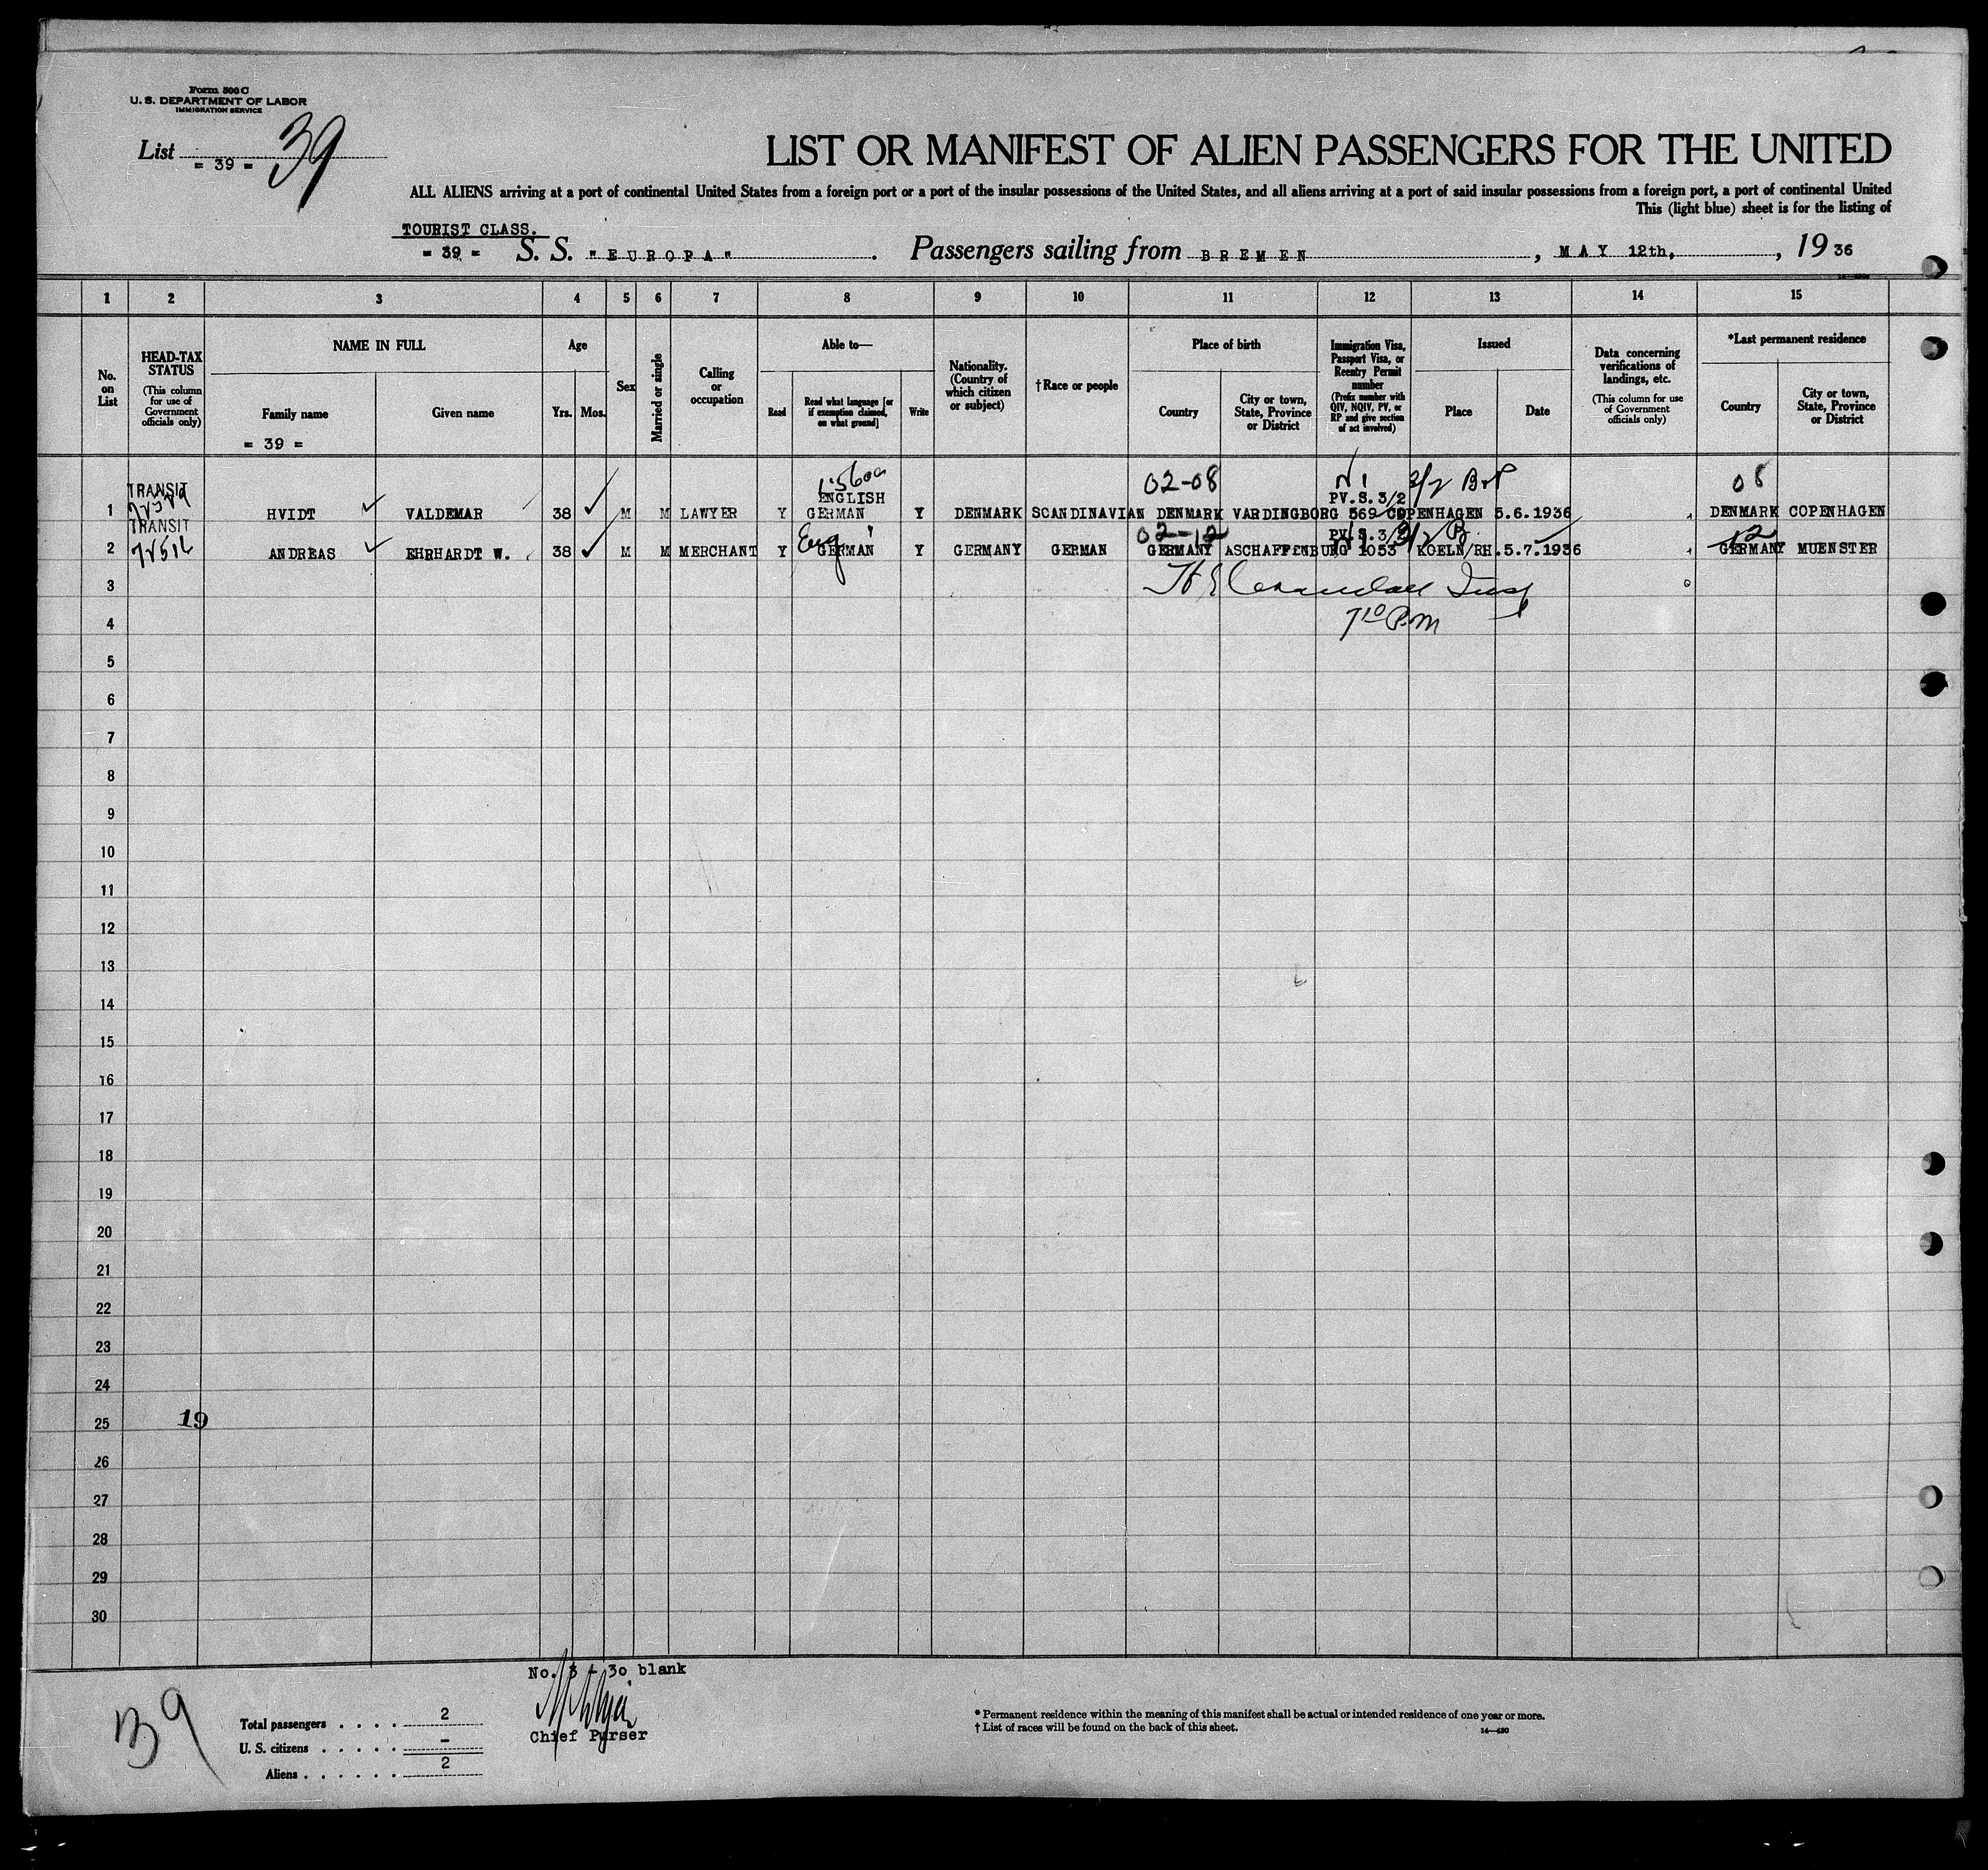 Form 500 C
U. S. DEPARTMENT OF LABOR
IMMIGRATION SERVICE
List = 39 = 39
LIST OR MANIFEST OF ALIEN PASSENGERS FOR THE UNITED
ALL ALIENS arriving at a port of continental United States from a foreign port or a port of the insular possessions of the United States, and all aliens arriving at a port of said insular possessions from a foreign port, a port of continental United
This (light blue) sheet is for the listing of
TOURIST CLASS.
= 39 = S. S. "EUROPA" . Passengers sailing from BREMEN , MAY 12th, , 19 36
1 2 3 4 5 6 7 8 9 10 11 12 13 14 15
No. on List
HEAD-TAX STATUS (This column for use of Government officials only)
NAME IN FULL
Family name
Given name
= 39 =
Age
Yrs. Mos.
Sex
Married or single
Calling or occupation
Able to—
Read
Read what language [or if exemption claimed, on what ground]
Write
Nationality. (Country of which citizen or subject)
† Race or people
Place of birth
Country
City or town, State, Province or District
Immigration Visa, Passport Visa, or Reentry Permit number (Prefix number with QIV, NQIV, PV, or RP and give section of act involved)
Issued
Place
Date
Data concerning verifications of landings, etc. (This column for use of Government officials only)
*Last permanent residence
Country
City or town, State, Province or District
02-08 08
TRANSIT ENGLISH PV.S.3/2
1 HVIDT VALDEMAR 38 M M LAWYER Y GERMAN Y DENMARK SCANDINAVIAN DENMARK VARDINGBORG 569 COPENHAGEN 5.6.1936 DENMARK COPENHAGEN
TRANSIT Eng 02-12 PV.S.3/2 12
2 ANDREAS EHRHARDT W. 38 M M MERCHANT Y GERMAN Y GERMANY GERMAN GERMANY ASCHAFFENBURG 1053 KOELN/RH. 5.7.1936 GERMANY MUENSTER
3
7 10 P.M
4
5
6
7
8
9
10
11
12
13
14
15
16
17
18
19
20
21
22
23
24
25 19
26
27
28
29
30
No. 3 - 30 blank
Chief Purser
39
Total passengers . . . . 2
U. S. citizens . . . . . -
Aliens . . . . . . 2
* Permanent residence within the meaning of this manifest shall be actual or intended residence of one year or more.
† List of races will be found on the back of this sheet. 14—430